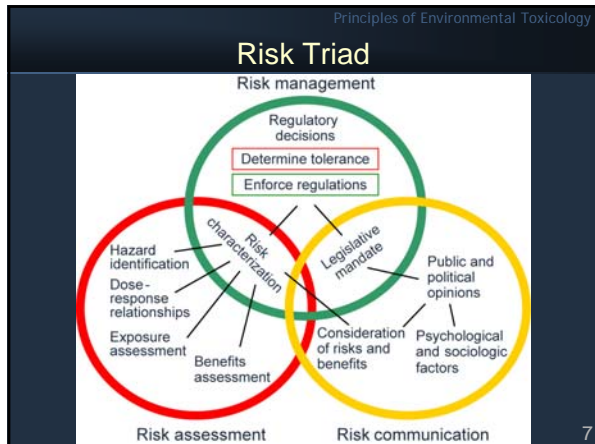 Principles of Environmental Toxicology
Risk Triad
Risk management
Regulatory
decisions
Determine tolerance
Enforce regulations
Risk
characterization
Legislative
mandate
Hazard
identification
Dose-
response
relationships
Exposure
assessment
Benefits
assessment
Public and
political
opinions
Consideration
of risks and
benefits
Psychological
and sociologic
factors
Risk assessment
Risk communication
7